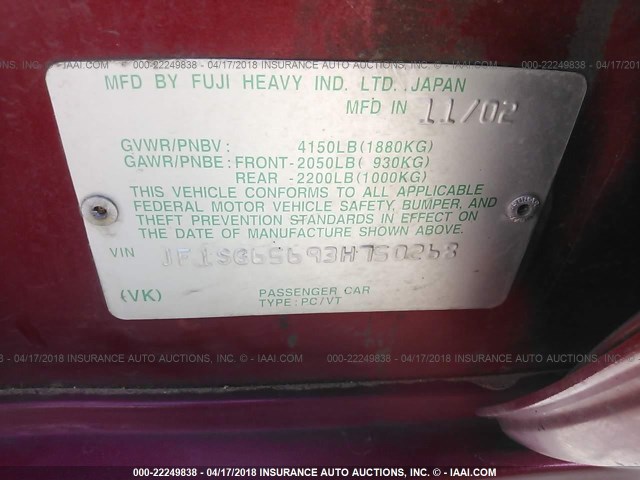 - IAAI.COM 000-22249838 - 04/17/2018 INSURANCE AUTO AUCTIONS, INC. © - IAAI.COM 000-22249838 - 04/17/2018
MFD BY FUJI HEAVY IND. LTD. JAPAN
MFD IN 11/02
GVWR/PNBV : 4150LB(1880KG)
GAWR/PNBE : FRONT-2050LB( 930KG)
REAR -2200LB(1000KG)
THIS VEHICLE CONFORMS TO ALL APPLICABLE
FEDERAL MOTOR VEHICLE SAFETY, BUMPER, AND
THEFT PREVENTION STANDARDS IN EFFECT ON
THE DATE OF MANUFACTURE SHOWN ABOVE.
VIN JF1SG65693H750268
(VK) PASSENGER CAR
TYPE : PC/VT
04/17/2018 INSURANCE AUTO AUCTIONS, INC. © - IAAI.COM 000-22249838 - 04/17/2018 INSURANCE AUTO AUCTIONS, INC.
000-22249838 - 04/17/2018 INSURANCE AUTO AUCTIONS, INC. © - IAAI.COM